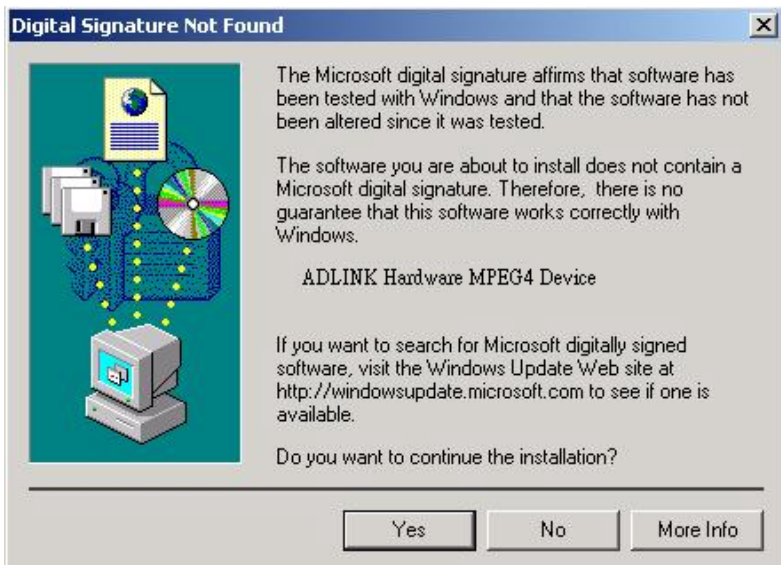 Digital Signature Not Found
The Microsoft digital signature affirms that software has
been tested with Windows and that the software has not
been altered since it was tested.
The software you are about to install does not contain a
Microsoft digital signature. Therefore, there is no
guarantee that this software works correctly with
Windows.
ADLINK Hardware MPEG4 Device
If you want to search for Microsoft digitally signed
software, visit the Windows Update Web site at
http://windowsupdate.microsoft.com to see if one is
available.
Do you want to continue the installation?
Yes No More Info